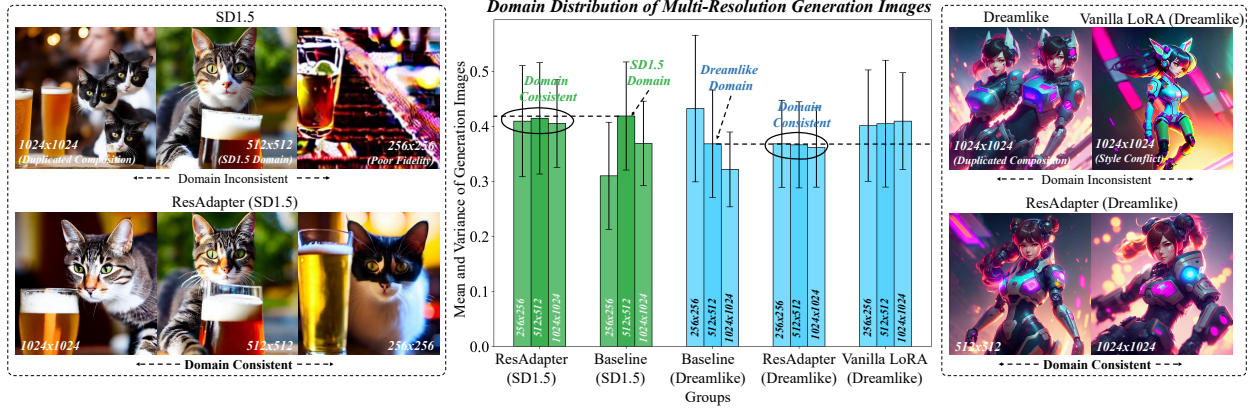 SD1.5
1024x1024
(Duplicated Composition)
512x512
(SD1.5 Domain)
256x256
(Poor Fidelity)
Domain Inconsistent
ResAdapter (SD1.5)
1024x1024
512x512
256x256
Domain Consistent
Domain Distribution of Multi-Resolution Generation Images
Mean and Variance of Generation Images
0.5
0.4
0.3
0.2
0.1
0.0
Domain
Consistent
SD1.5
Domain
Dreamlike
Domain
Domain
Consistent
256x256
512x512
1024x1024
256x256
512x512
1024x1024
256x256
512x512
1024x1024
256x256
512x512
1024x1024
256x256
512x512
1024x1024
ResAdapter
(SD1.5)
Baseline
(SD1.5)
Baseline
(Dreamlike)
ResAdapter
(Dreamlike)
Vanilla LoRA
(Dreamlike)
Groups
Dreamlike
Vanilla LoRA (Dreamlike)
1024x1024
(Duplicated Composition)
1024x1024
(Style Conflict)
Domain Inconsistent
ResAdapter (Dreamlike)
512x512
1024x1024
Domain Consistent